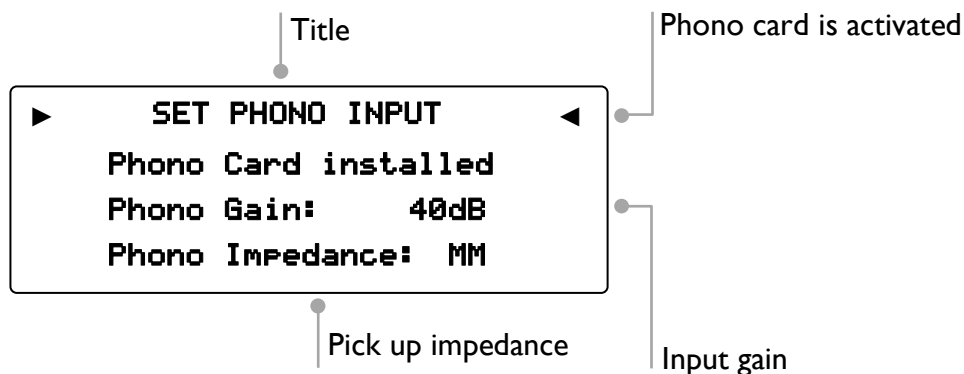 Title
Phono card is activated
► SET PHONO INPUT ◄
Phono Card installed
Phono Gain: 40dB
Phono Impedance: MM
Pick up impedance
Input gain